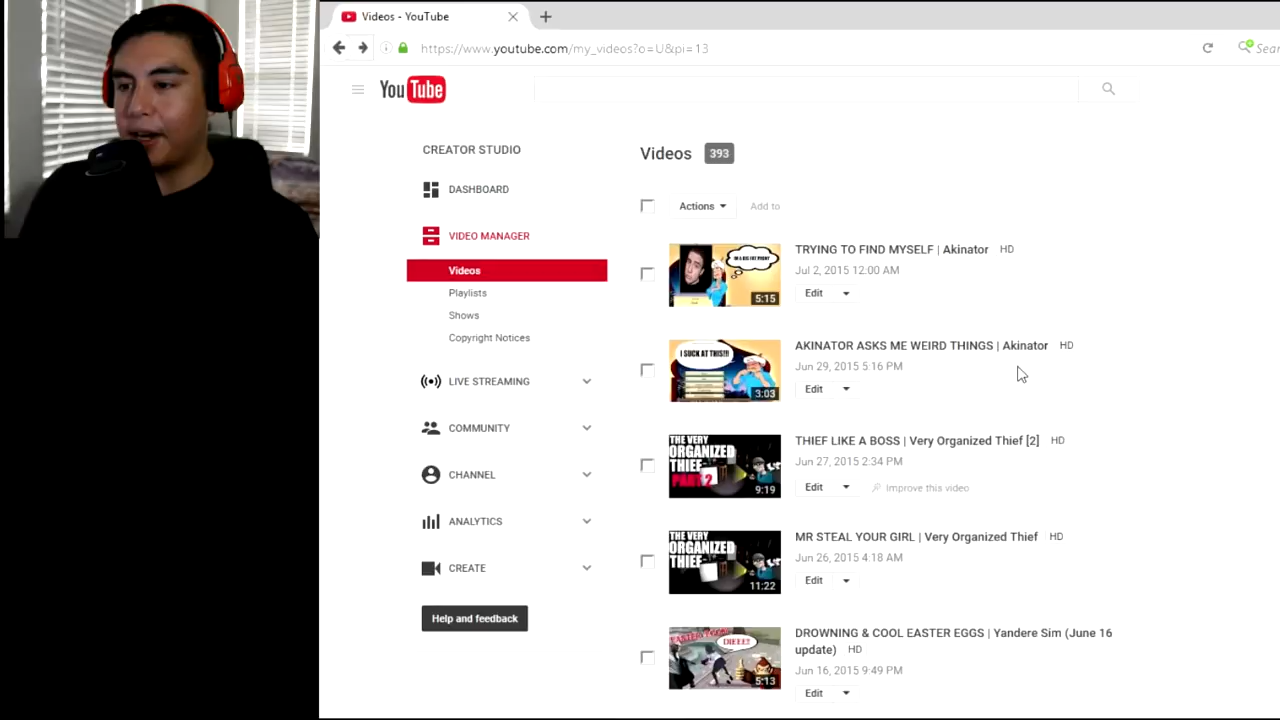 Videos - YouTube
https://www.youtube.com/my_videos?o=U&pi=13
YouTube
CREATOR STUDIO
DASHBOARD
VIDEO MANAGER
Videos
Playlists
Shows
Copyright Notices
LIVE STREAMING
COMMUNITY
CHANNEL
ANALYTICS
CREATE
Help and feedback
Videos 393
Actions Add to
TRYING TO FIND MYSELF | Akinator HD
Jul 2, 2015 12:00 AM
Edit
5:15
I SUCK AT THIS!!!
3:03
AKINATOR ASKS ME WEIRD THINGS | Akinator HD
Jun 29, 2015 5:16 PM
Edit
THE VERY
ORGANIZED
THIEF
PART 2
9:19
THIEF LIKE A BOSS | Very Organized Thief [2] HD
Jun 27, 2015 2:34 PM
Edit Improve this video
THE VERY
ORGANIZED
THIEF
11:22
MR STEAL YOUR GIRL | Very Organized Thief HD
Jun 26, 2015 4:18 AM
Edit
5:13
DROWNING & COOL EASTER EGGS | Yandere Sim (June 16
update) HD
Jun 16, 2015 9:49 PM
Edit